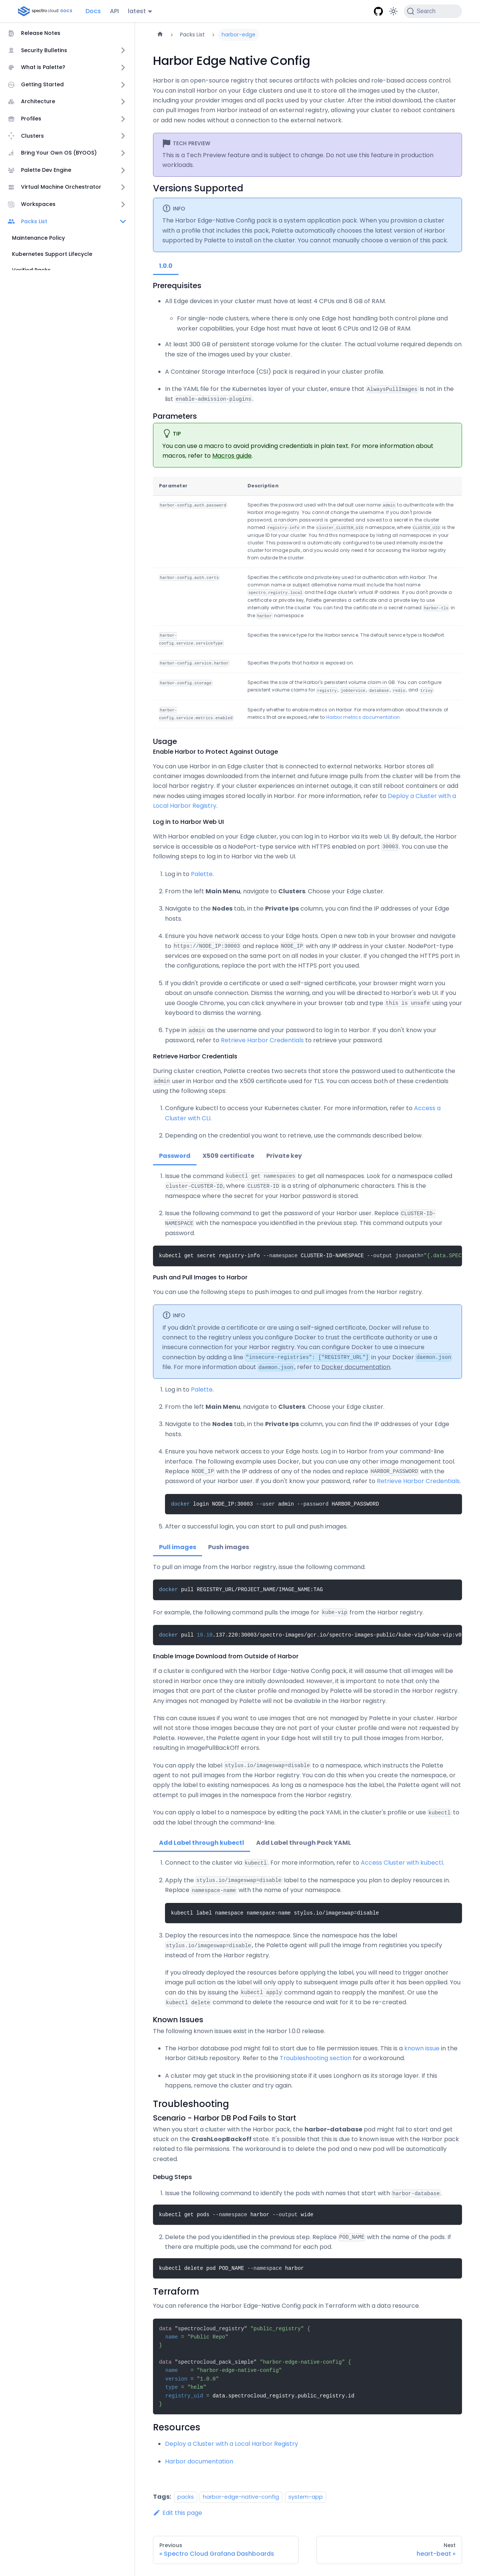 spectro cloud DOCS
Docs
API
latest
Search
Release Notes
Security Bulletins
What is Palette?
Getting Started
Architecture
Profiles
Clusters
Bring Your Own OS (BYOOS)
Palette Dev Engine
Virtual Machine Orchestrator
Workspaces
Packs List
Maintenance Policy
Kubernetes Support Lifecycle
Packs List
harbor-edge
Harbor Edge Native Config
Harbor is an open-source registry that secures artifacts with policies and role-based access control.
You can install Harbor on your Edge clusters and use it to store all the images used by the cluster,
including provider images and all packs used by your cluster. After the initial download, the cluster
can pull images from Harbor instead of an external registry, allowing your cluster to reboot containers
or add new nodes without a connection to the external network.
TECH PREVIEW
This is a Tech Preview feature and is subject to change. Do not use this feature in production
workloads.
Versions Supported
INFO
The Harbor Edge-Native Config pack is a system application pack. When you provision a cluster
with a profile that includes this pack, Palette automatically chooses the latest version of Harbor
supported by Palette to install on the cluster. You cannot manually choose a version of this pack.
1.0.0
Prerequisites
All Edge devices in your cluster must have at least 4 CPUs and 8 GB of RAM.
For single-node clusters, where there is only one Edge host handling both control plane and
worker capabilities, your Edge host must have at least 6 CPUs and 12 GB of RAM.
At least 300 GB of persistent storage volume for the cluster. The actual volume required depends on
the size of the images used by your cluster.
A Container Storage Interface (CSI) pack is required in your cluster profile.
In the YAML file for the Kubernetes layer of your cluster, ensure that AlwaysPullImages is not in the
list enable-admission-plugins.
Parameters
TIP
You can use a macro to avoid providing credentials in plain text. For more information about
macros, refer to Macros guide.
Parameter Description
harbor-config.auth.password
Specifies the password used with the default user name admin to authenticate with the
Harbor image registry. You cannot change the username. If you don't provide
password, a random password is generated and saved to a secret in the cluster
named registry-info in the cluster_CLUSTER_UID namespace, where CLUSTER_UID is the
unique ID for your cluster. You find this namespace by listing all namespaces in your
cluster. This password is automatically configured to be used internally inside the
cluster for image pulls, and you would only need it for accessing the Harbor registry
from outside the cluster.
harbor-config.auth.certs
Specifies the certificate and private key used for authentication with Harbor. The
common name or subject alternative name must include the host name
spectro.registry.local and the Edge cluster's virtual IP address. If you don't provide a
certificate or private key, Palette generates a certificate and a private key to use
internally within the cluster. You can find the certificate in a secret named harbor-tls in
the harbor namespace
harbor-
config.service.serviceType
Specifies the service type for the Harbor service. The default service type is NodePort.
harbor-config.service.harbor
Specifies the ports that harbor is exposed on.
harbor-config.storage
Specifies the size of the Harbor's persistent volume claim in GB. You can configure
persistent volume claims for registry, jobservice, database, redis, and trivy.
harbor-
config.service.metrics.enabled
Specify whether to enable metrics on Harbor. For more information about the kinds of
metrics that are exposed, refer to Harbor metrics documentation.
Usage
Enable Harbor to Protect Against Outage
You can use Harbor in an Edge cluster that is connected to external networks. Harbor stores all
container images downloaded from the internet and future image pulls from the cluster will be from the
local harbor registry. If your cluster experiences an internet outage, it can still reboot containers or add
new nodes using images stored locally in Harbor. For more information, refer to Deploy a Cluster with a
Local Harbor Registry.
Log in to Harbor Web UI
With Harbor enabled on your Edge cluster, you can log in to Harbor via its web UI. By default, the Harbor
service is accessible as a NodePort-type service with HTTPS enabled on port 30003. You can use the
following steps to log in to Harbor via the web UI.
1. Log in to Palette.
2. From the left Main Menu, navigate to Clusters. Choose your Edge cluster.
3. Navigate to the Nodes tab, in the Private Ips column, you can find the IP addresses of your Edge
hosts.
4. Ensure you have network access to your Edge hosts. Open a new tab in your browser and navigate
to https://NODE_IP:30003 and replace NODE_IP with any IP address in your cluster. NodePort-type
services are exposed on the same port on all nodes in your cluster. If you changed the HTTPS port in
the configurations, replace the port with the HTTPS port you used.
5. If you didn't provide a certificate or used a self-signed certificate, your browser might warn you
about an unsafe connection. Dismiss the warning, and you will be directed to Harbor's web UI. If you
use Google Chrome, you can click anywhere in your browser tab and type this is unsafe using your
keyboard to dismiss the warning.
6. Type in admin as the username and your password to log in to Harbor. If you don't know your
password, refer to Retrieve Harbor Credentials to retrieve your password.
Retrieve Harbor Credentials
During cluster creation, Palette creates two secrets that store the password used to authenticate the
admin user in Harbor and the X509 certificate used for TLS. You can access both of these credentials
using the following steps:
1. Configure kubectl to access your Kubernetes cluster. For more information, refer to Access a
Cluster with CLI.
2. Depending on the credential you want to retrieve, use the commands described below.
Password X509 certificate Private key
1. Issue the command kubectl get namespaces to get all namespaces. Look for a namespace called
cluster-CLUSTER-ID, where CLUSTER-ID is a string of alphanumeric characters. This is the
namespace where the secret for your Harbor password is stored.
2. Issue the following command to get the password of your Harbor user. Replace CLUSTER-ID-
NAMESPACE with the namespace you identified in the previous step. This command outputs your
password.
kubectl get secret registry-info --namespace CLUSTER-ID-NAMESPACE --output jsonpath="{.data.SPEC
Push and Pull Images to Harbor
You can use the following steps to push images to and pull images from the Harbor registry.
INFO
If you didn't provide a certificate or are using a self-signed certificate, Docker will refuse to
connect to the registry unless you configure Docker to trust the certificate authority or use a
insecure connection for your Harbor registry. You can configure Docker to use a insecure
connection by adding a line "insecure-registries": ["REGISTRY_URL"] in your Docker daemon.json
file. For more information about daemon.json, refer to Docker documentation.
1. Log in to Palette.
2. From the left Main Menu, navigate to Clusters. Choose your Edge cluster.
3. Navigate to the Nodes tab, in the Private Ips column, you can find the IP addresses of your Edge
hosts.
4. Ensure you have network access to your Edge hosts. Log in to Harbor from your command-line
interface. The following example uses Docker, but you can use any other image management tool.
Replace NODE_IP with the IP address of any of the nodes and replace HARBOR_PASSWORD with the
password of your Harbor user. If you don't know your password, refer to Retrieve Harbor Credentials.
docker login NODE_IP:30003 --user admin --password HARBOR_PASSWORD
5. After a successful login, you can start to pull and push images.
Pull images Push images
To pull an image from the Harbor registry, issue the following command.
docker pull REGISTRY_URL/PROJECT_NAME/IMAGE_NAME:TAG
For example, the following command pulls the image for kube-vip from the Harbor registry.
docker pull 10.10.137.220:30003/spectro-images/gcr.io/spectro-images-public/kube-vip/kube-vip:v0
Enable Image Download from Outside of Harbor
If a cluster is configured with the Harbor Edge-Native Config pack, it will assume that all images will be
stored in Harbor once they are initially downloaded. However, it is important to note that only the
images that are part of the cluster profile and managed by Palette will be stored in the Harbor registry.
Any images not managed by Palette will not be available in the Harbor registry.
This can cause issues if you want to use images that are not managed by Palette in your cluster. Harbor
will not store those images because they are not part of your cluster profile and were not requested by
Palette. However, the Palette agent in your Edge host will still try to pull those images from Harbor,
resulting in ImagePullBackOff errors.
You can apply the label stylus.io/imageswap=disable to a namespace, which instructs the Palette
agent to not pull images from the Harbor registry. You can do this when you create the namespace, or
apply the label to existing namespaces. As long as a namespace has the label, the Palette agent will not
attempt to pull images in the namespace from the Harbor registry.
You can apply a label to a namespace by editing the pack YAML in the cluster's profile or use kubectl to
add the label through the command-line.
Add Label through kubectl Add Label through Pack YAML
1. Connect to the cluster via kubectl. For more information, refer to Access Cluster with kubectl.
2. Apply the stylus.io/imageswap=disable label to the namespace you plan to deploy resources in.
Replace namespace-name with the name of your namespace.
kubectl label namespace namespace-name stylus.io/imageswap=disable
3. Deploy the resources into the namespace. Since the namespace has the label
stylus.io/imageswap=disable, the Palette agent will pull the image from registries you specify
instead of from the Harbor registry.
If you already deployed the resources before applying the label, you will need to trigger another
image pull action as the label will only apply to subsequent image pulls after it has been applied. You
can do this by issuing the kubectl apply command again to reapply the manifest. Or use the
kubectl delete command to delete the resource and wait for it to be re-created.
Known Issues
The following known issues exist in the Harbor 1.0.0 release.
The Harbor database pod might fail to start due to file permission issues. This is a known issue in the
Harbor GitHub repository. Refer to the Troubleshooting section for a workaround.
A cluster may get stuck in the provisioning state if it uses Longhorn as its storage layer. If this
happens, remove the cluster and try again.
Troubleshooting
Scenario - Harbor DB Pod Fails to Start
When you start a cluster with the Harbor pack, the harbor-database pod might fail to start and get
stuck on the CrashLoopBackoff state. It's possible that this is due to known issue with the Harbor pack
related to file permissions. The workaround is to delete the pod and a new pod will be automatically
created.
Debug Steps
1. Issue the following command to identify the pods with names that start with harbor-database.
kubectl get pods --namespace harbor --output wide
2. Delete the pod you identified in the previous step. Replace POD_NAME with the name of the pods. If
there are multiple pods, use the command for each pod.
kubectl delete pod POD_NAME --namespace harbor
Terraform
You can reference the Harbor Edge-Native Config pack in Terraform with a data resource.
data "spectrocloud_registry" "public_registry" {
name = "Public Repo"
}
data "spectrocloud_pack_simple" "harbor-edge-native-config" {
name = "harbor-edge-native-config"
version = "1.0.0"
type = "helm"
registry_uid = data.spectrocloud_registry.public_registry.id
}
Resources
Deploy a Cluster with a Local Harbor Registry
Harbor documentation
Tags: packs harbor-edge-native-config system-app
Edit this page
Previous
« Spectro Cloud Grafana Dashboards
Next
heart-beat »